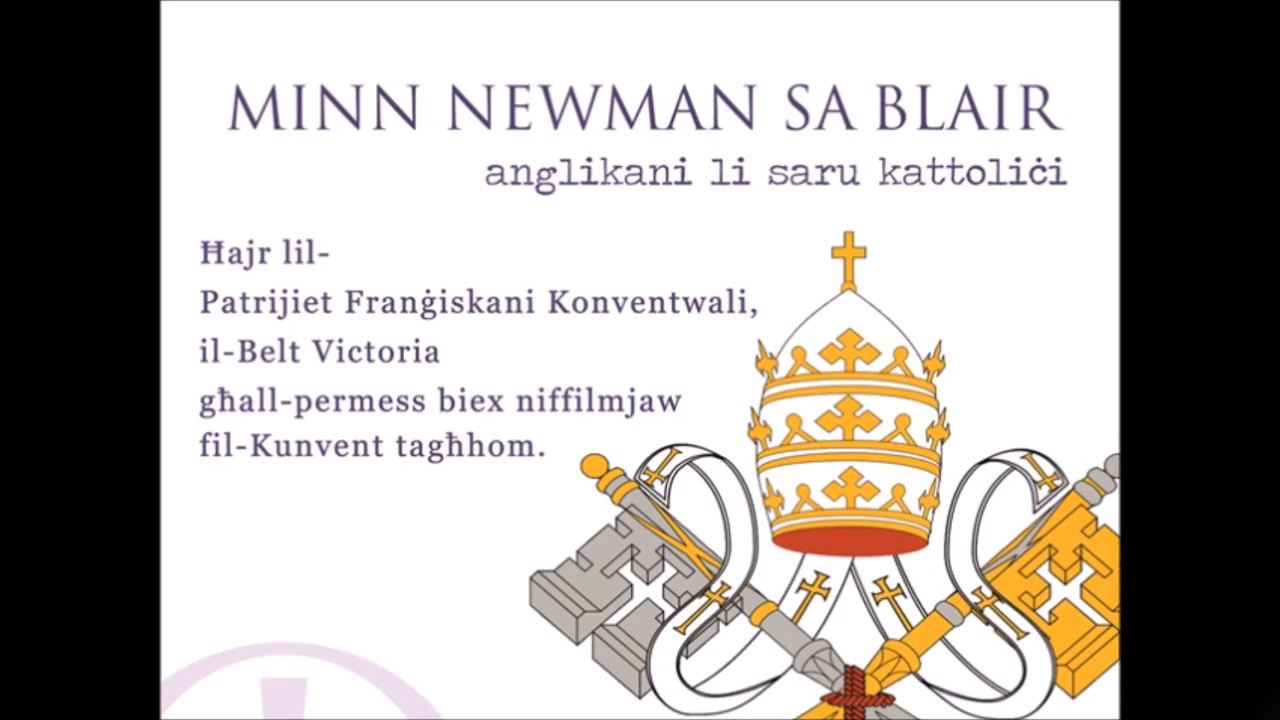 MINN NEWMAN SA BLAIR
anglikani li saru kattoliċi
Ħajr lil-
Patrijiet Franġiskani Konventwali,
il-Belt Victoria
għall-permess biex niffilmjaw
fil-Kunvent tagħhom.